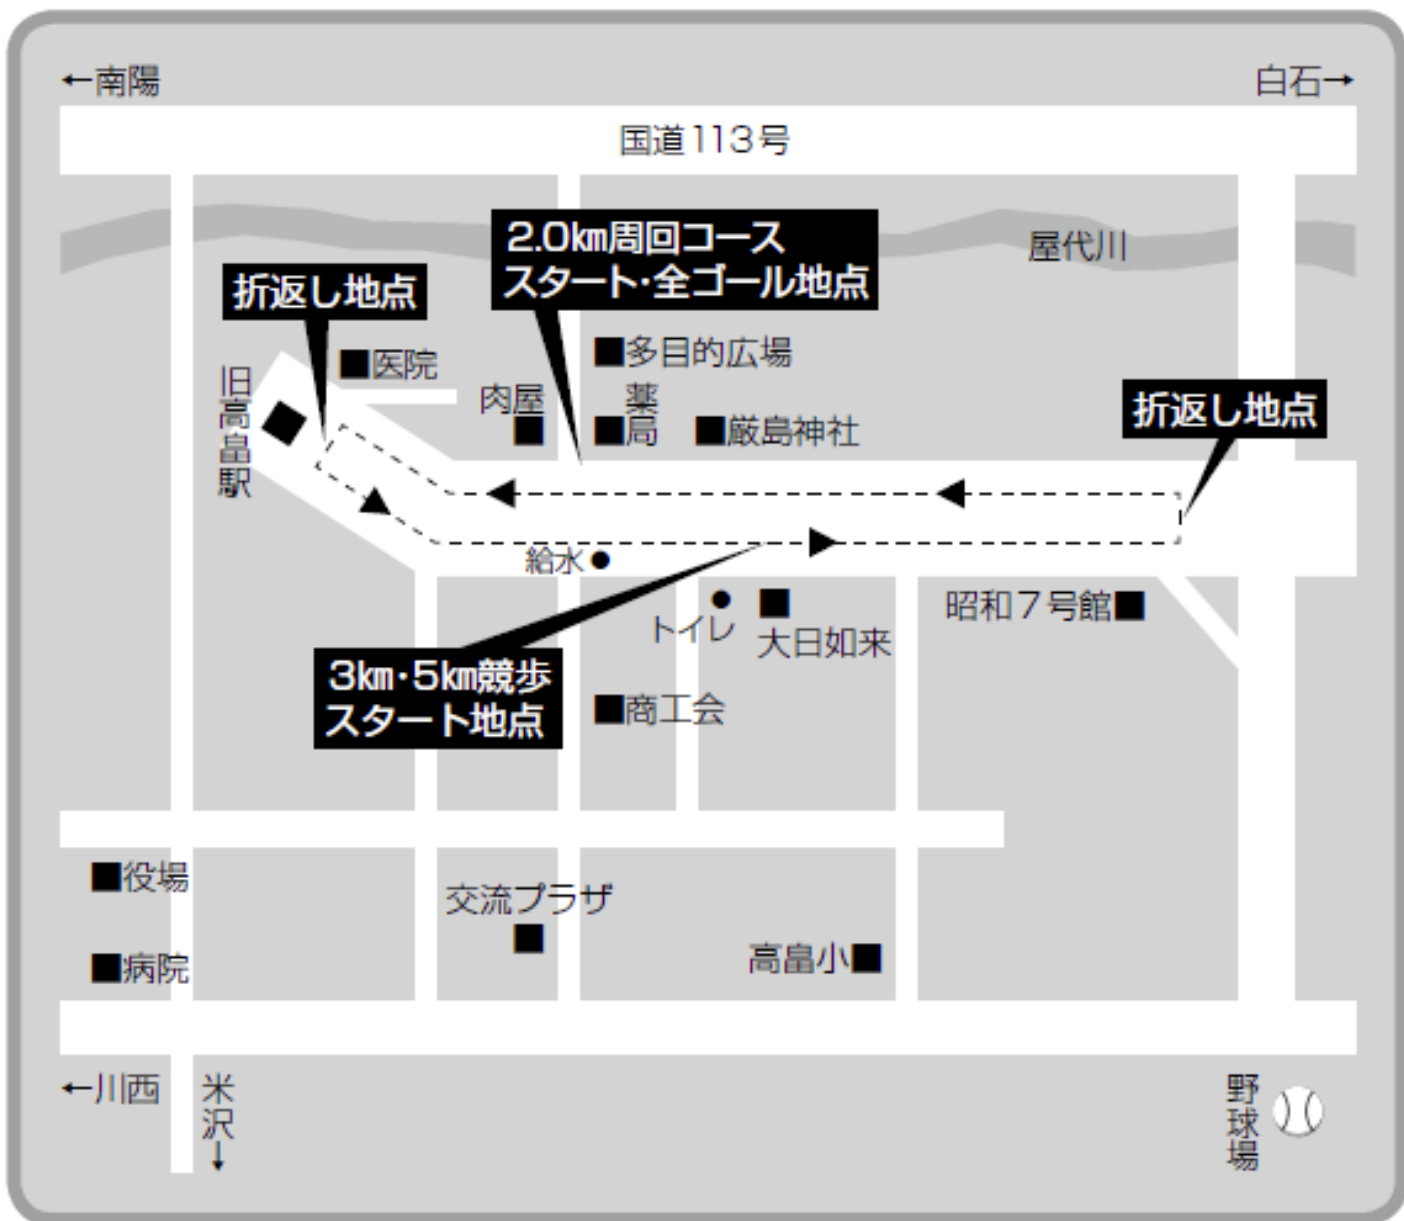 ←南陽
白石→
国道113号
屋代川
2.0㎞周回コース
スタート・全ゴール地点
折返し地点
■医院
■多目的広場
旧高畠駅
肉屋
薬局
■厳島神社
折返し地点
給水●
トイレ
大日如来
昭和7号館■
3㎞・5㎞競歩
スタート地点
■商工会
■役場
交流プラザ
■病院
高畠小■
←川西
米沢↓
野球場